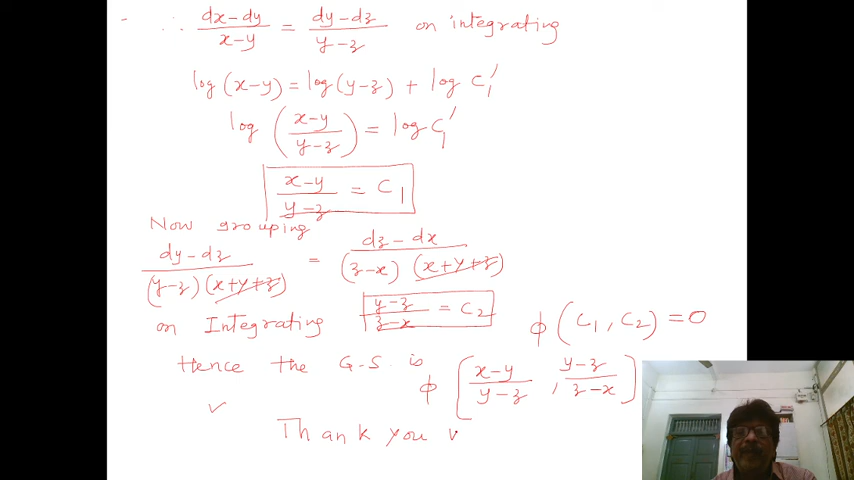 ∴ dx-dy / x-y = dy-dz / y-z on integrating
log(x-y) = log(y-z) + log C₁'
log (x-y / y-z) = log C₁'
x-y / y-z = C₁
Now grouping
dy-dz / (y-z) (x+y+z) = dz-dx / (z-x) (x+y+z)
on Integrating y-z / z-x = C₂ ϕ(C₁, C₂) = 0
Hence the G.S. is ϕ [x-y / y-z , y-z / z-x]
Thank you v